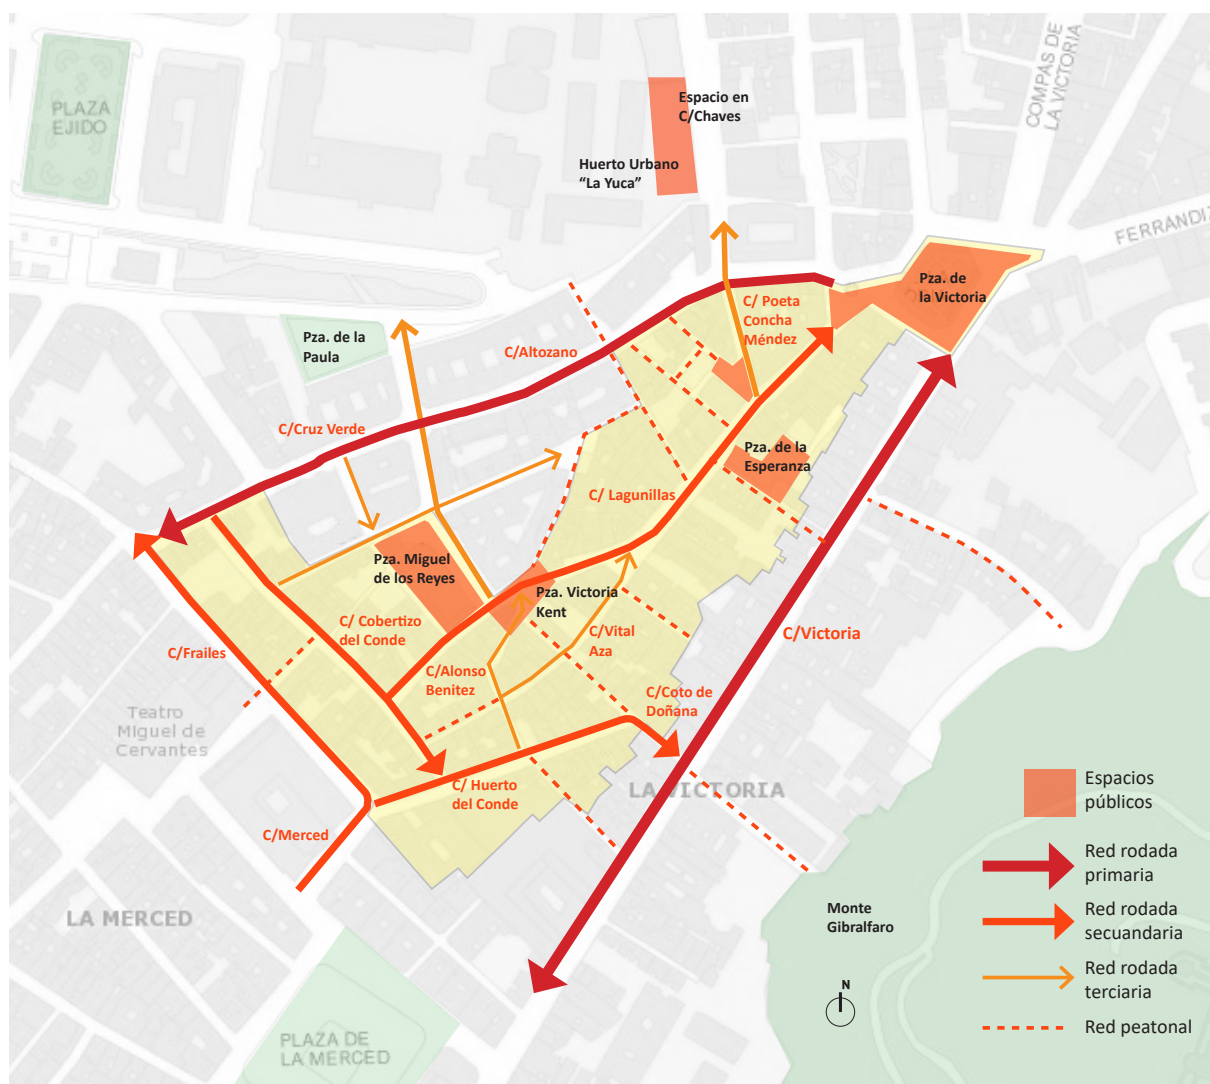 COMPAS DE
LA VICTORIA
PLAZA
EJIDO
Espacio en
C/Chaves
Huerto Urbano
“La Yuca”
Pza. de
la Victoria
C/ Poeta
Concha
Méndez
Pza. de la
Paula
C/Altozano
C/Cruz Verde
Pza. de la
Esperanza
C/ Lagunillas
Pza. Miguel
de los Reyes
Pza. Victoria
Kent
C/ Cobertizo
del Conde
C/Vital
Aza
C/Victoria
C/Frailes
C/Alonso
Benitez
C/Coto de
Doñana
Teatro
Miguel de
Cervantes
C/ Huerto
del Conde
LA VICTORIA
C/Merced
LA MERCED
Monte
Gibralfaro
N
PLAZA DE
LA MERCED
Espacios
públicos
Red rodada
primaria
Red rodada
secuandaria
Red rodada
terciaria
Red peatonal